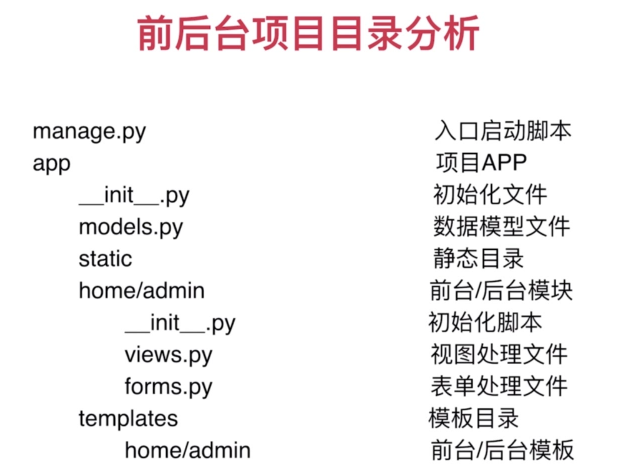 前后台项目目录分析
manage.py 入口启动脚本
app 项目APP
__init__.py 初始化文件
models.py 数据模型文件
static 静态目录
home/admin 前台/后台模块
__init__.py 初始化脚本
views.py 视图处理文件
forms.py 表单处理文件
templates 模板目录
home/admin 前台/后台模板